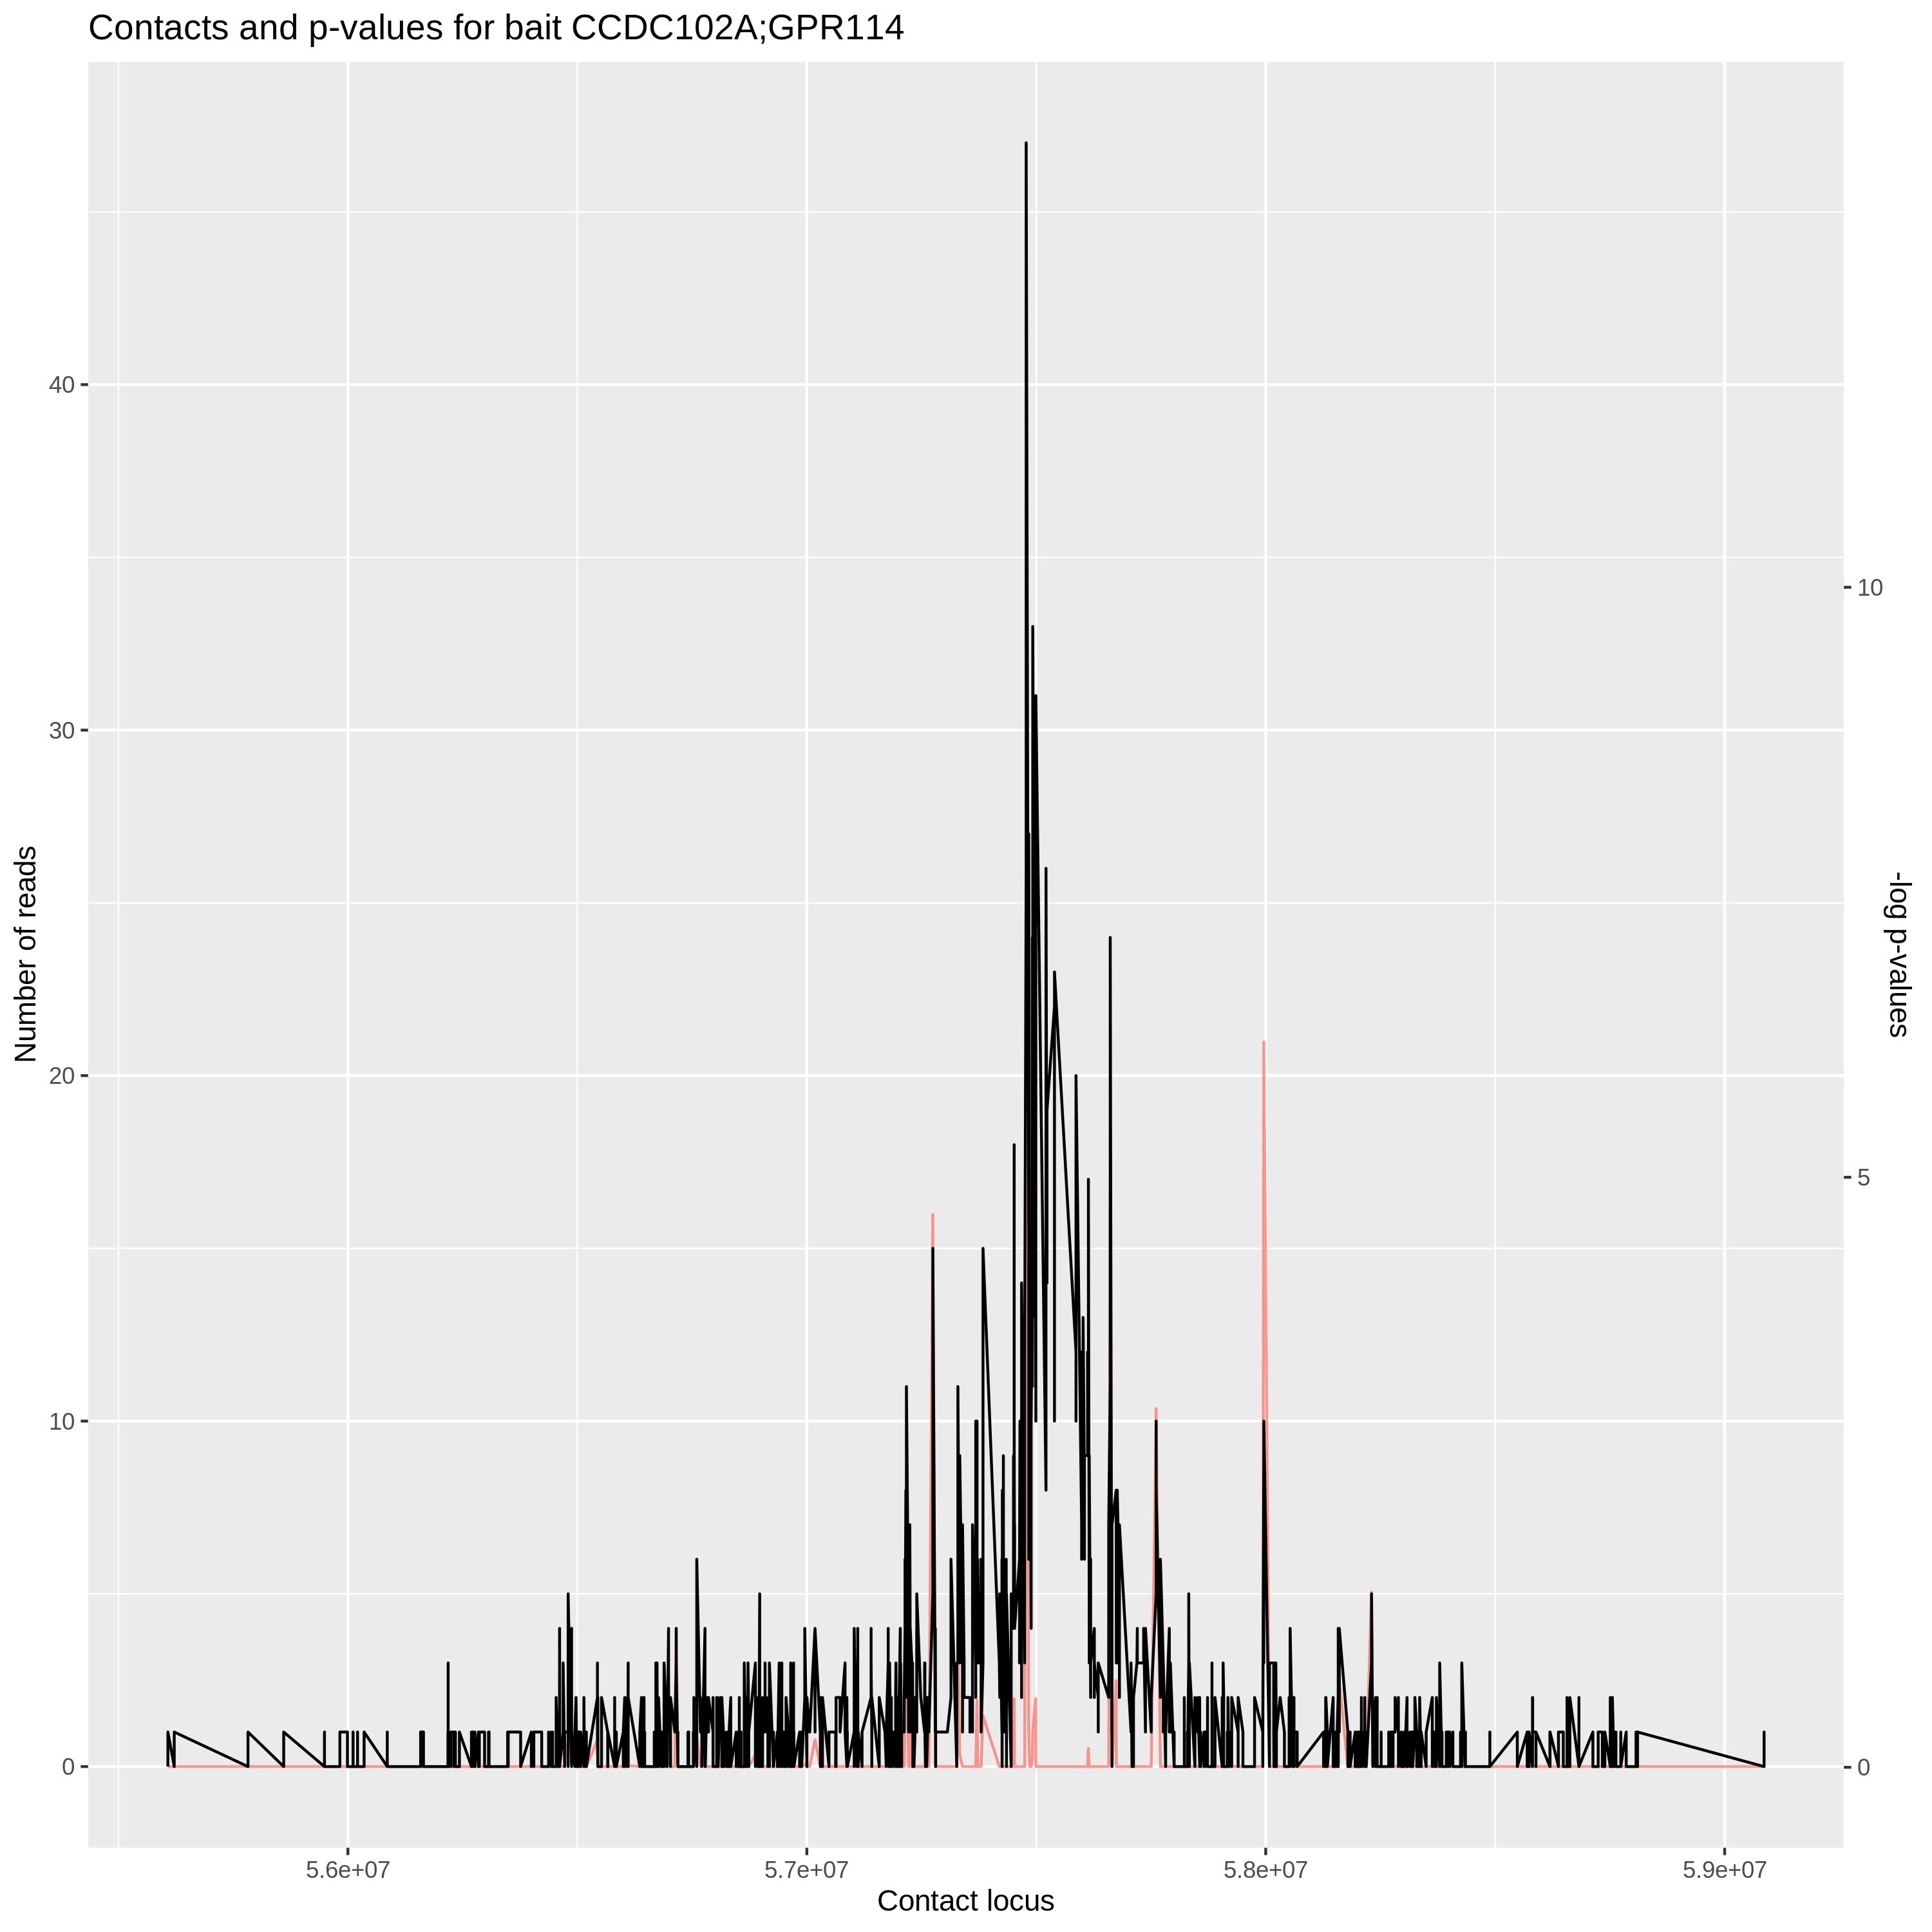 Contacts and p-values for bait CCDC102A;GPR114
Number of reads
40
30
20
10
0
10
5
0
-log p-values
5.6e+07 5.7e+07 5.8e+07 5.9e+07
Contact locus